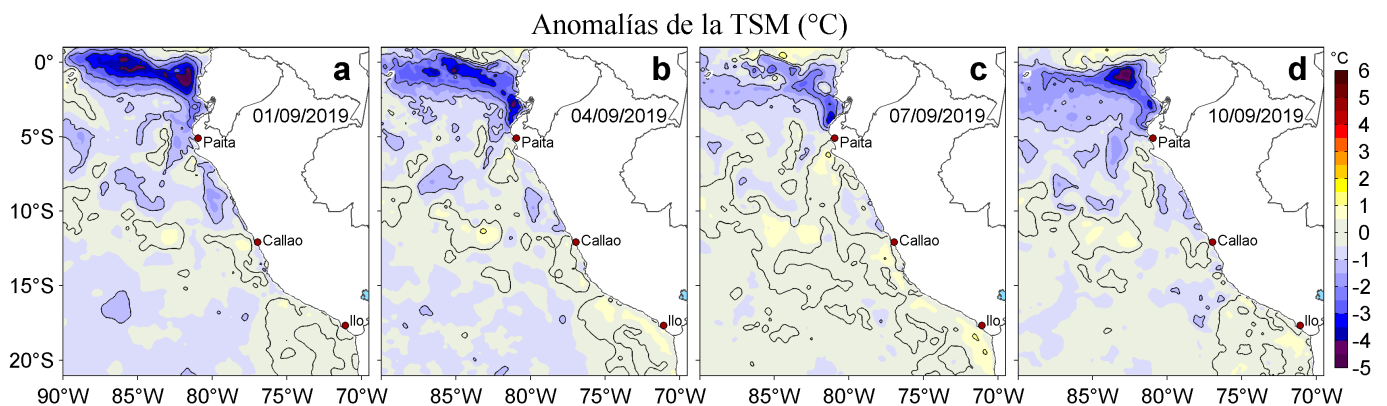 Anomalías de la TSM (°C)
a b c d
°C
01/09/2019 04/09/2019 07/09/2019 10/09/2019
Paita Paita Paita Paita
Callao Callao Callao Callao
Ilo Ilo Ilo Ilo
0°
5°S
10°S
15°S
20°S
90°W 85°W 80°W 75°W 70°W 85°W 80°W 75°W 70°W 85°W 80°W 75°W 70°W 85°W 80°W 75°W 70°W
6
5
4
3
2
1
0
−1
−2
−3
−4
−5